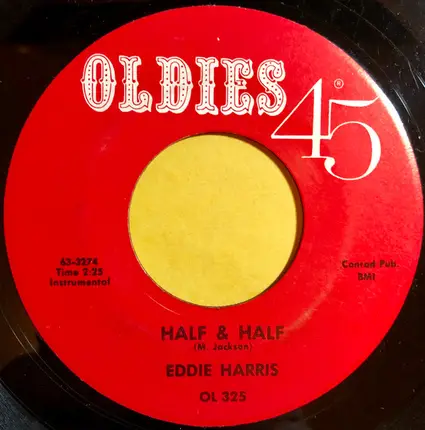 OLDIES
45®
63-3274
Time 2:25
Instrumental
Conrad Pub.
BMI
HALF & HALF
(M. Jackson)
EDDIE HARRIS
OL 325